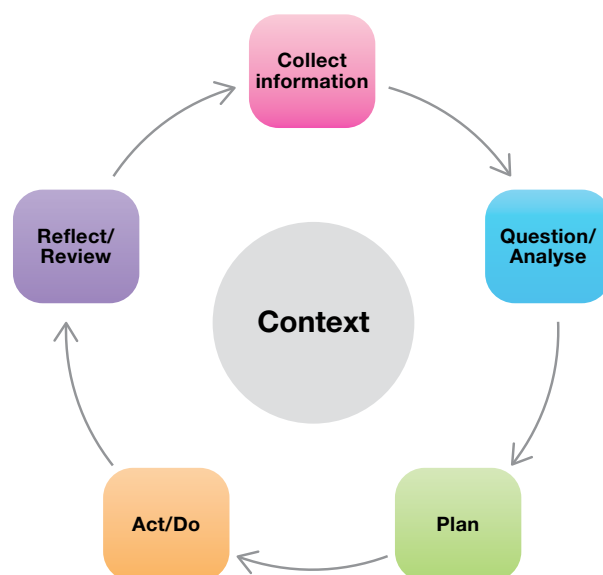 Collect
information
Question/
Analyse
Plan
Act/Do
Reflect/
Review
Context